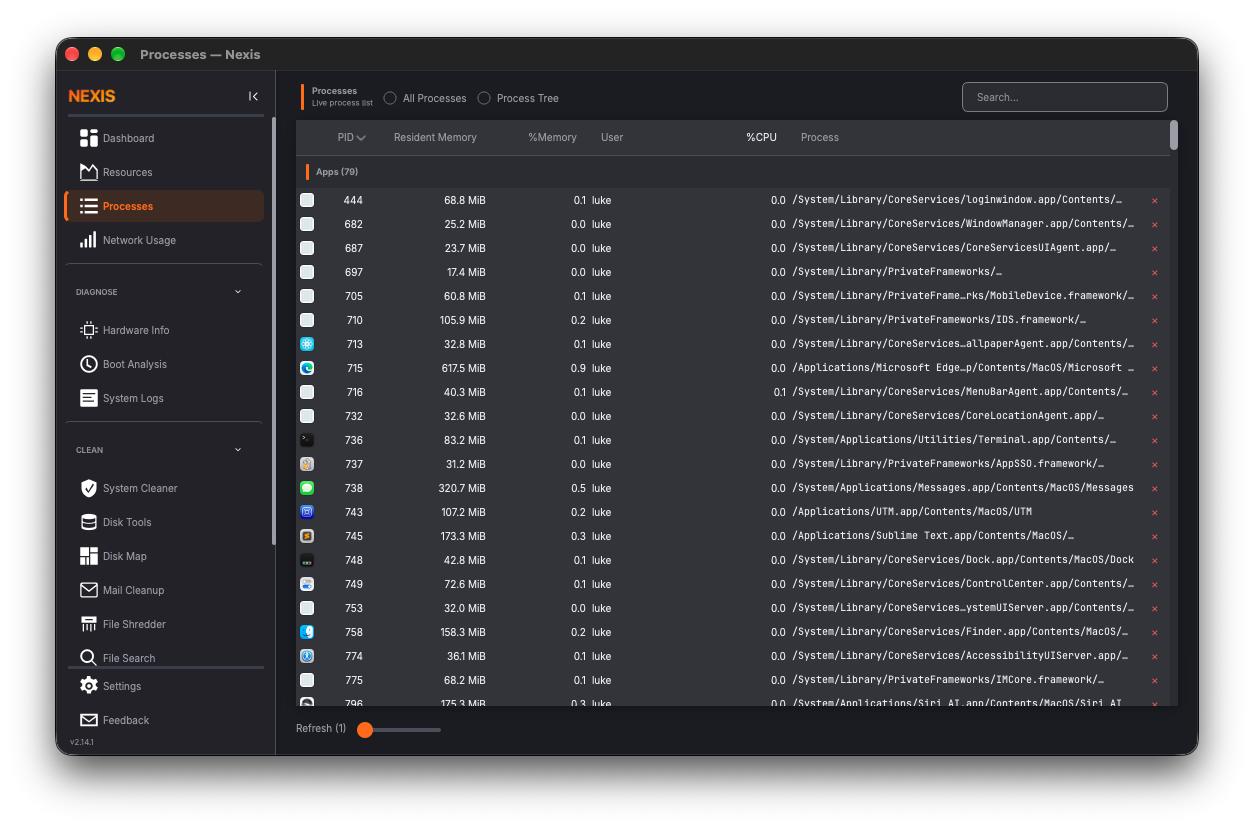 Processes — Nexis
NEXIS
Dashboard
Resources
Processes
Network Usage
DIAGNOSE
Hardware Info
Boot Analysis
System Logs
CLEAN
System Cleaner
Disk Tools
Disk Map
Mail Cleanup
File Shredder
File Search
Settings
Feedback
v2.14.1
Processes
Live process list
All Processes
Process Tree
Search...
PID Resident Memory %Memory User %CPU Process
Apps (79)
444 68.8 MiB 0.1 luke 0.0 /System/Library/CoreServices/loginwindow.app/Contents/… ×
682 25.2 MiB 0.0 luke 0.0 /System/Library/CoreServices/WindowManager.app/Contents/… ×
687 23.7 MiB 0.0 luke 0.0 /System/Library/CoreServices/CoreServicesUIAgent.app/… ×
697 17.4 MiB 0.0 luke 0.0 /System/Library/PrivateFrameworks/… ×
705 60.8 MiB 0.1 luke 0.0 /System/Library/PrivateFrame…rks/MobileDevice.framework/… ×
710 105.9 MiB 0.2 luke 0.0 /System/Library/PrivateFrameworks/IDS.framework/… ×
713 32.8 MiB 0.1 luke 0.0 /System/Library/CoreServices…allpaperAgent.app/Contents/… ×
715 617.5 MiB 0.9 luke 0.0 /Applications/Microsoft Edge…p/Contents/MacOS/Microsoft … ×
716 40.3 MiB 0.1 luke 0.1 /System/Library/CoreServices/MenuBarAgent.app/Contents/… ×
732 32.6 MiB 0.0 luke 0.0 /System/Library/CoreServices/CoreLocationAgent.app/… ×
736 83.2 MiB 0.1 luke 0.0 /System/Applications/Utilities/Terminal.app/Contents/… ×
737 31.2 MiB 0.0 luke 0.0 /System/Library/PrivateFrameworks/AppSSO.framework/… ×
738 320.7 MiB 0.5 luke 0.0 /System/Applications/Messages.app/Contents/MacOS/Messages ×
743 107.2 MiB 0.2 luke 0.0 /Applications/UTM.app/Contents/MacOS/UTM ×
745 173.3 MiB 0.3 luke 0.0 /Applications/Sublime Text.app/Contents/MacOS/… ×
748 42.8 MiB 0.1 luke 0.0 /System/Library/CoreServices/Dock.app/Contents/MacOS/Dock ×
749 72.6 MiB 0.1 luke 0.0 /System/Library/CoreServices/ControlCenter.app/Contents/… ×
753 32.0 MiB 0.0 luke 0.0 /System/Library/CoreServices…ystemUIServer.app/Contents/… ×
758 158.3 MiB 0.2 luke 0.0 /System/Library/CoreServices/Finder.app/Contents/MacOS/… ×
774 36.1 MiB 0.1 luke 0.0 /System/Library/CoreServices/AccessibilityUIServer.app/… ×
775 68.2 MiB 0.1 luke 0.0 /System/Library/PrivateFrameworks/IMCore.framework/… ×
796 175.3 MiB 0.3 luke 0.0 /System/Applications/Siri AI.app/Contents/MacOS/Siri AI ×
Refresh (1)